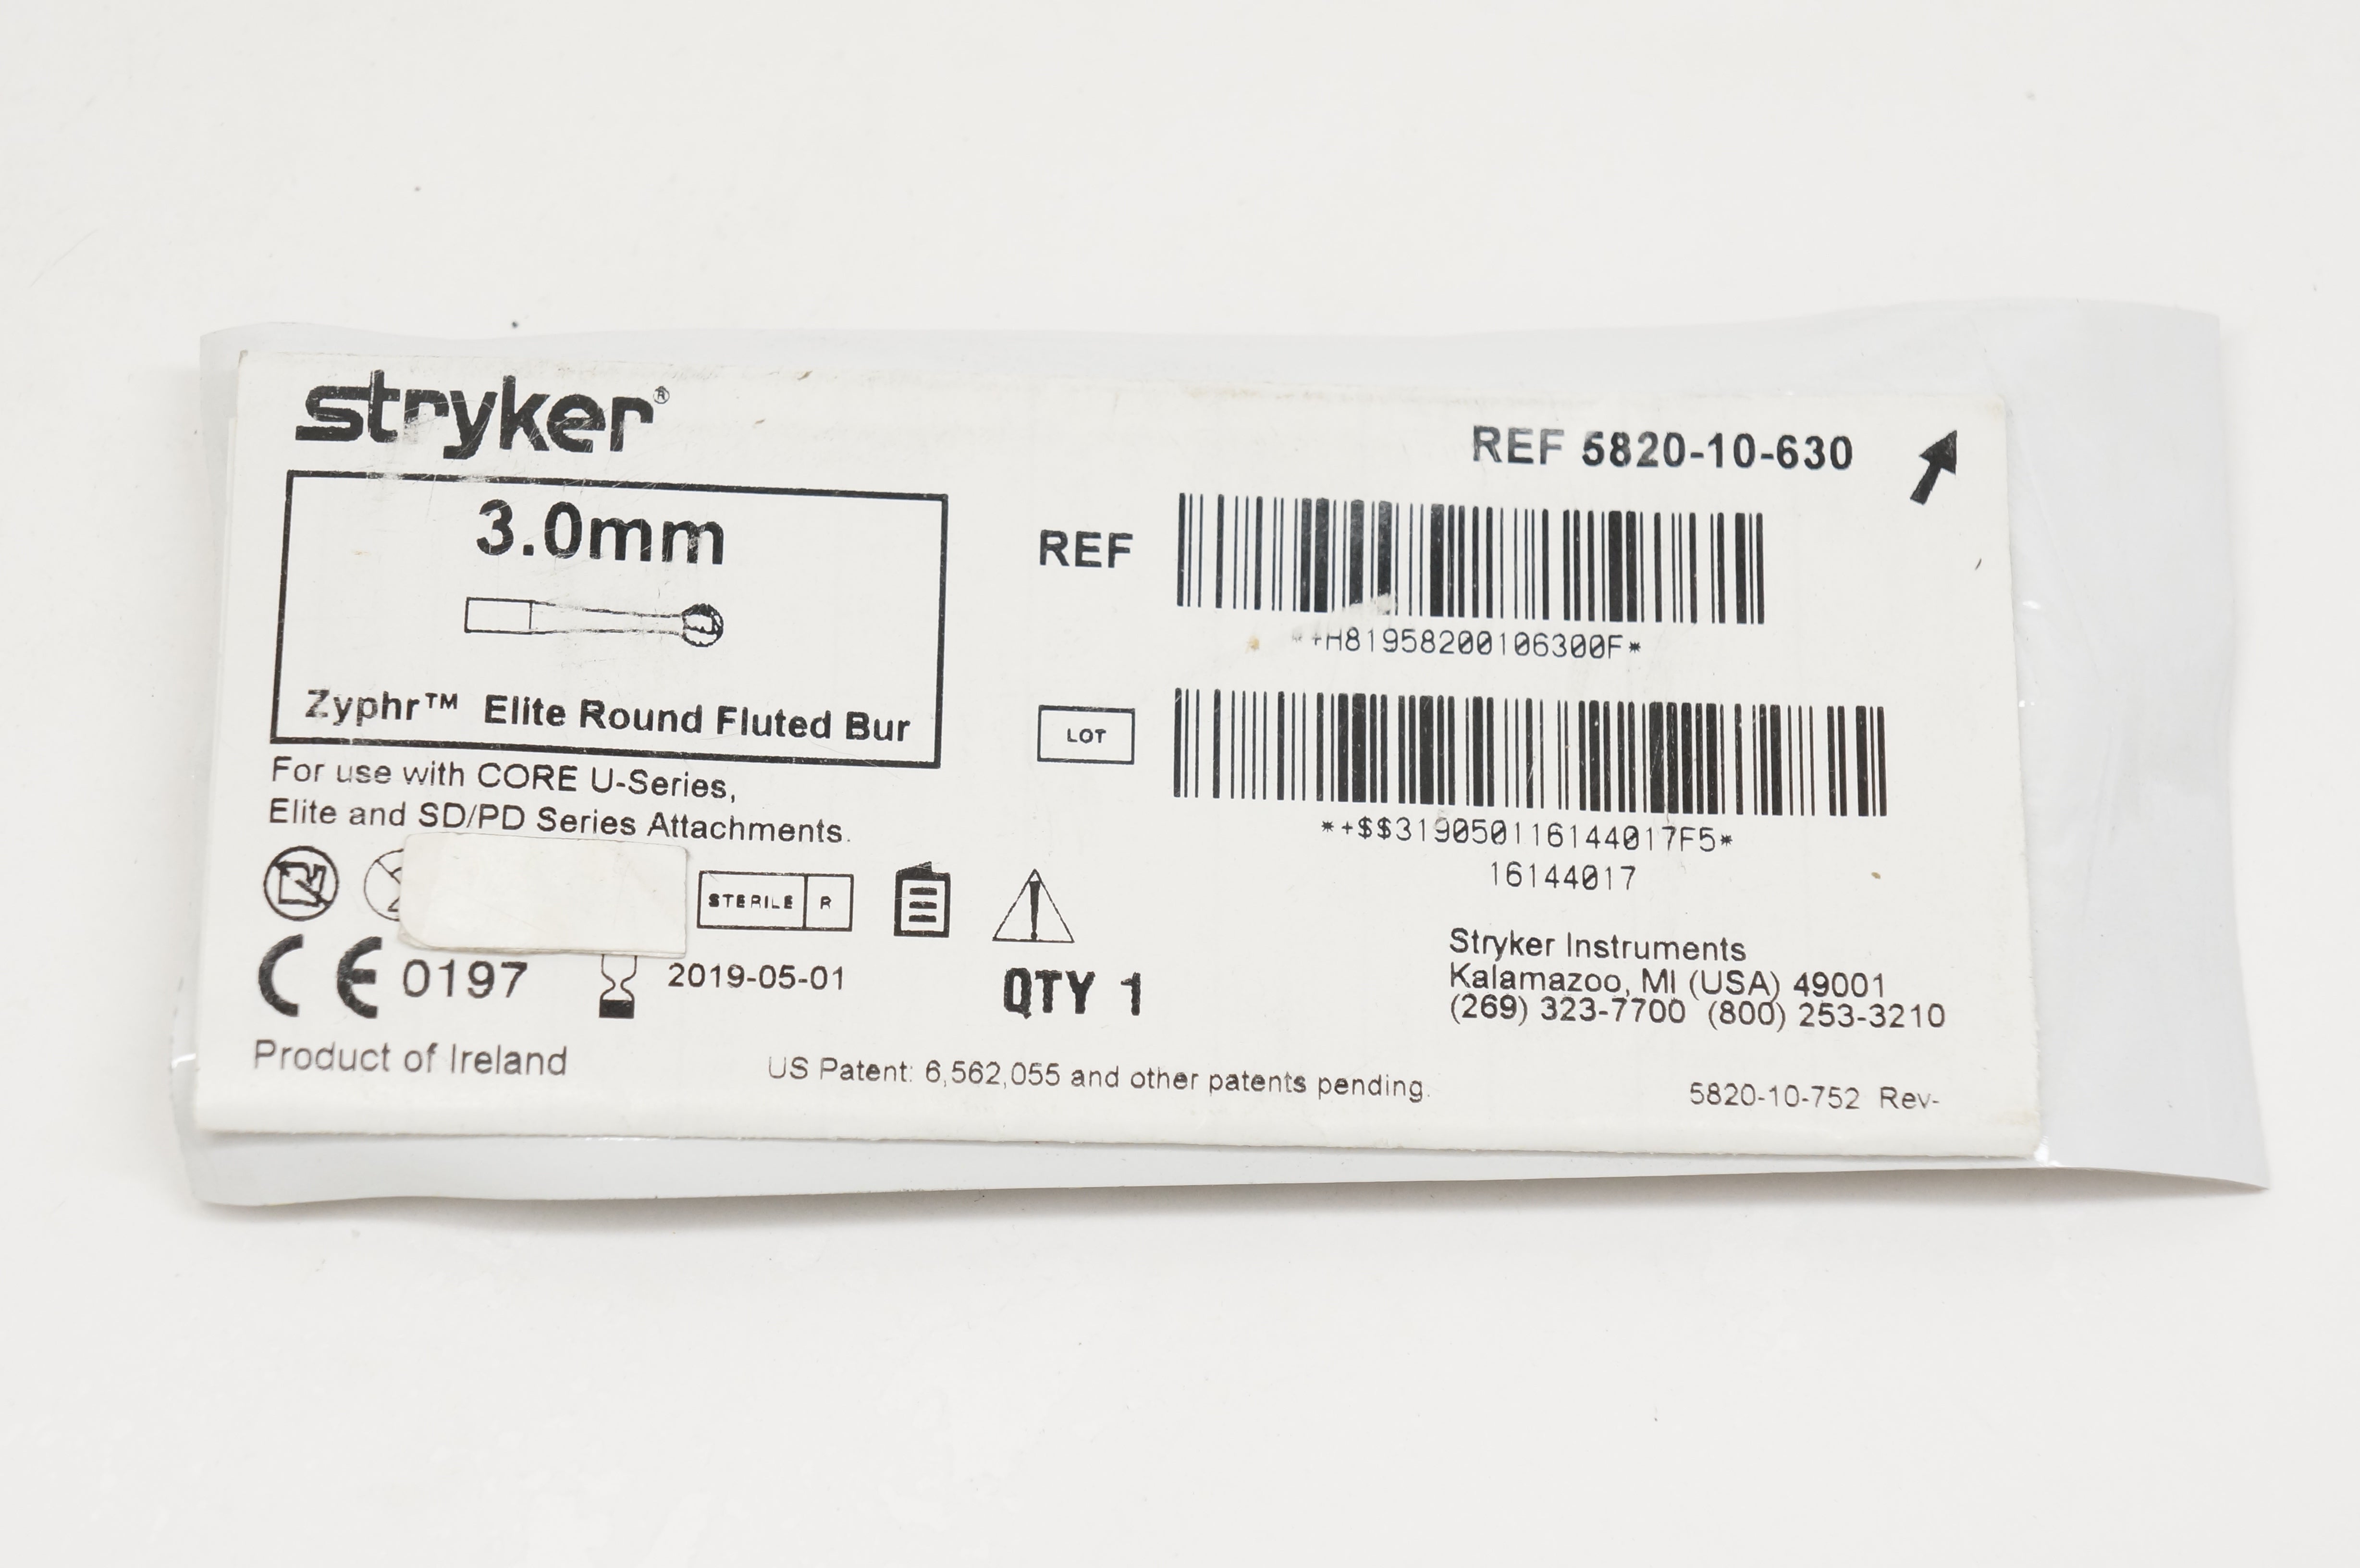 stryker®
REF 5820-10-630
3.0mm
Zyphr™ Elite Round Fluted Bur
For use with CORE U-Series,
Elite and SD/PD Series Attachments.
REF
*+H81958200106300F*
LOT
*+$$319050116144017F5*
16144017
STERILE R
CE 0197
2019-05-01
QTY 1
Stryker Instruments
Kalamazoo, MI (USA) 49001
(269) 323-7700 (800) 253-3210
Product of Ireland
US Patent: 6,562,055 and other patents pending.
5820-10-752 Rev-